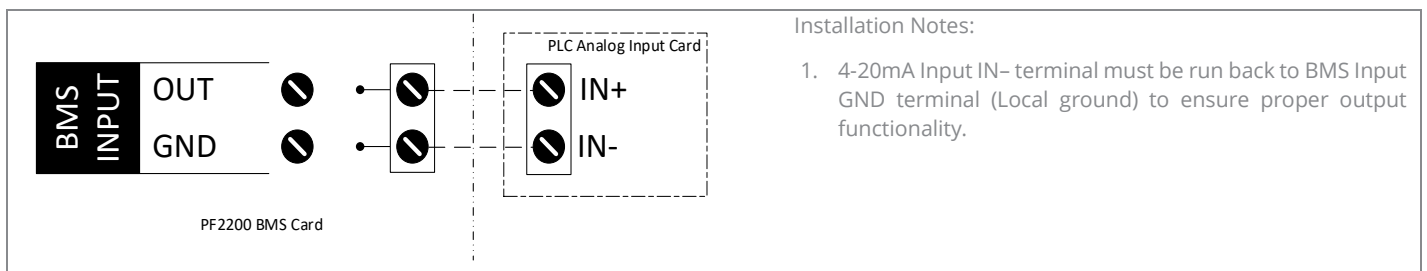 BMS
INPUT
OUT
GND
PF2200 BMS Card
PLC Analog Input Card
IN+
IN-
Installation Notes:
1. 4-20mA Input IN– terminal must be run back to BMS Input
GND terminal (Local ground) to ensure proper output
functionality.